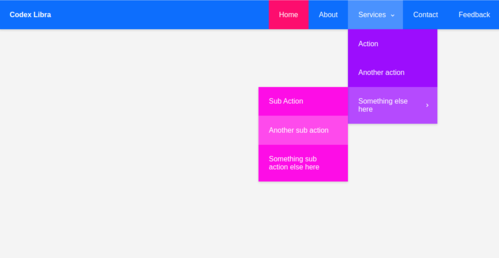 Codex Libra
Home
About
Services
Contact
Feedback
Action
Another action
Something else
here
Sub Action
Another sub action
Something sub
action else here